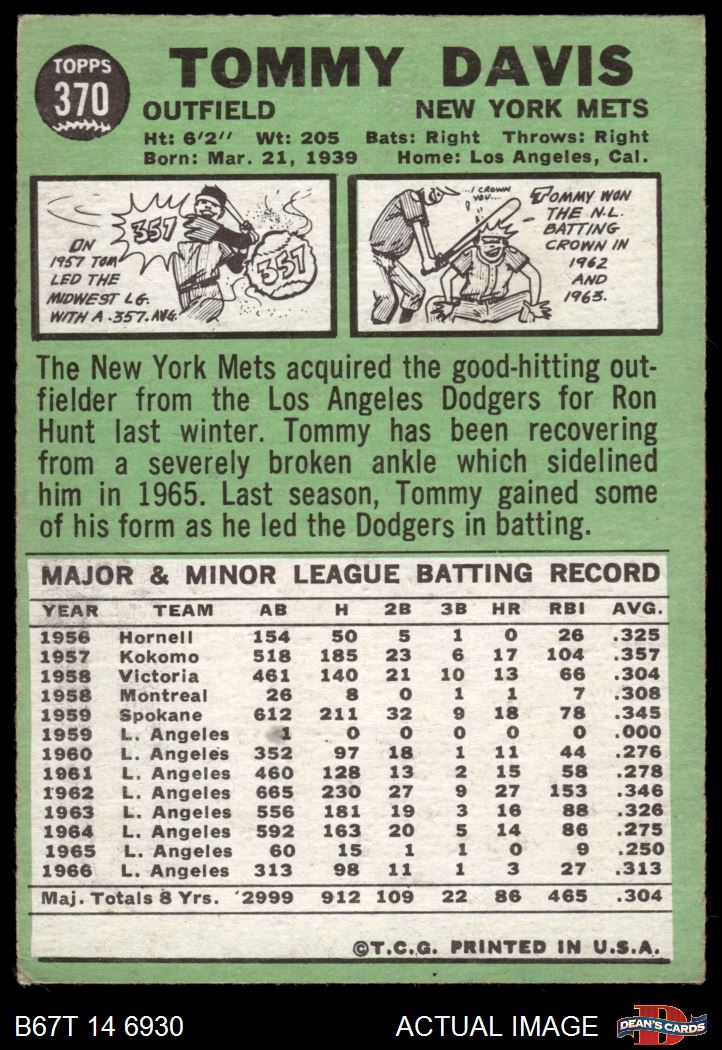 TOPPS
370
TOMMY DAVIS
OUTFIELD NEW YORK METS
Ht: 6'2" Wt: 205 Bats: Right Throws: Right
Born: Mar. 21, 1939 Home: Los Angeles, Cal.
357
IN
1957 TOM
LED THE
MIDWEST LG.
WITH A .357. AVG.
357
...I CROWN
YOU...
TOMMY WON
THE N.L.
BATTING
CROWN IN
1962
AND
1963.
The New York Mets acquired the good-hitting out-
fielder from the Los Angeles Dodgers for Ron
Hunt last winter. Tommy has been recovering
from a severely broken ankle which sidelined
him in 1965. Last season, Tommy gained some
of his form as he led the Dodgers in batting.
MAJOR & MINOR LEAGUE BATTING RECORD
YEAR TEAM AB H 2B 3B HR RBI AVG.
1956 Hornell 154 50 5 1 0 26 .325
1957 Kokomo 518 185 23 6 17 104 .357
1958 Victoria 461 140 21 10 13 66 .304
1958 Montreal 26 8 0 1 1 7 .308
1959 Spokane 612 211 32 9 18 78 .345
1959 L. Angeles 1 0 0 0 0 0 .000
1960 L. Angeles 352 97 18 1 11 44 .276
1961 L. Angeles 460 128 13 2 15 58 .278
1962 L. Angeles 665 230 27 9 27 153 .346
1963 L. Angeles 556 181 19 3 16 88 .326
1964 L. Angeles 592 163 20 5 14 86 .275
1965 L. Angeles 60 15 1 1 0 9 .250
1966 L. Angeles 313 98 11 1 3 27 .313
Maj. Totals 8 Yrs. 2999 912 109 22 86 465 .304
©T.C.G. PRINTED IN U.S.A.
B67T 14 6930 ACTUAL IMAGE
D
DEAN'S CARDS